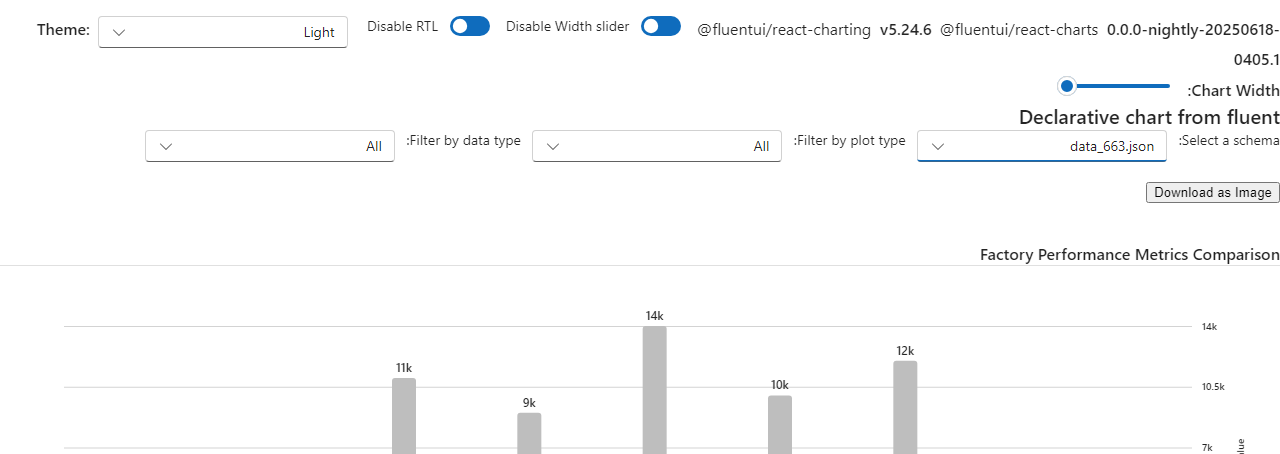 Theme: Light Disable RTL Disable Width slider @fluentui/react-charting v5.24.6 @fluentui/react-charts 0.0.0-nightly-20250618-
0405.1
:Chart Width
Declarative chart from fluent
:Select a schema data_663.json :Filter by plot type All :Filter by data type All
Download as Image
Factory Performance Metrics Comparison
14k
14k
12k
11k
10.5k
10k
9k
7k